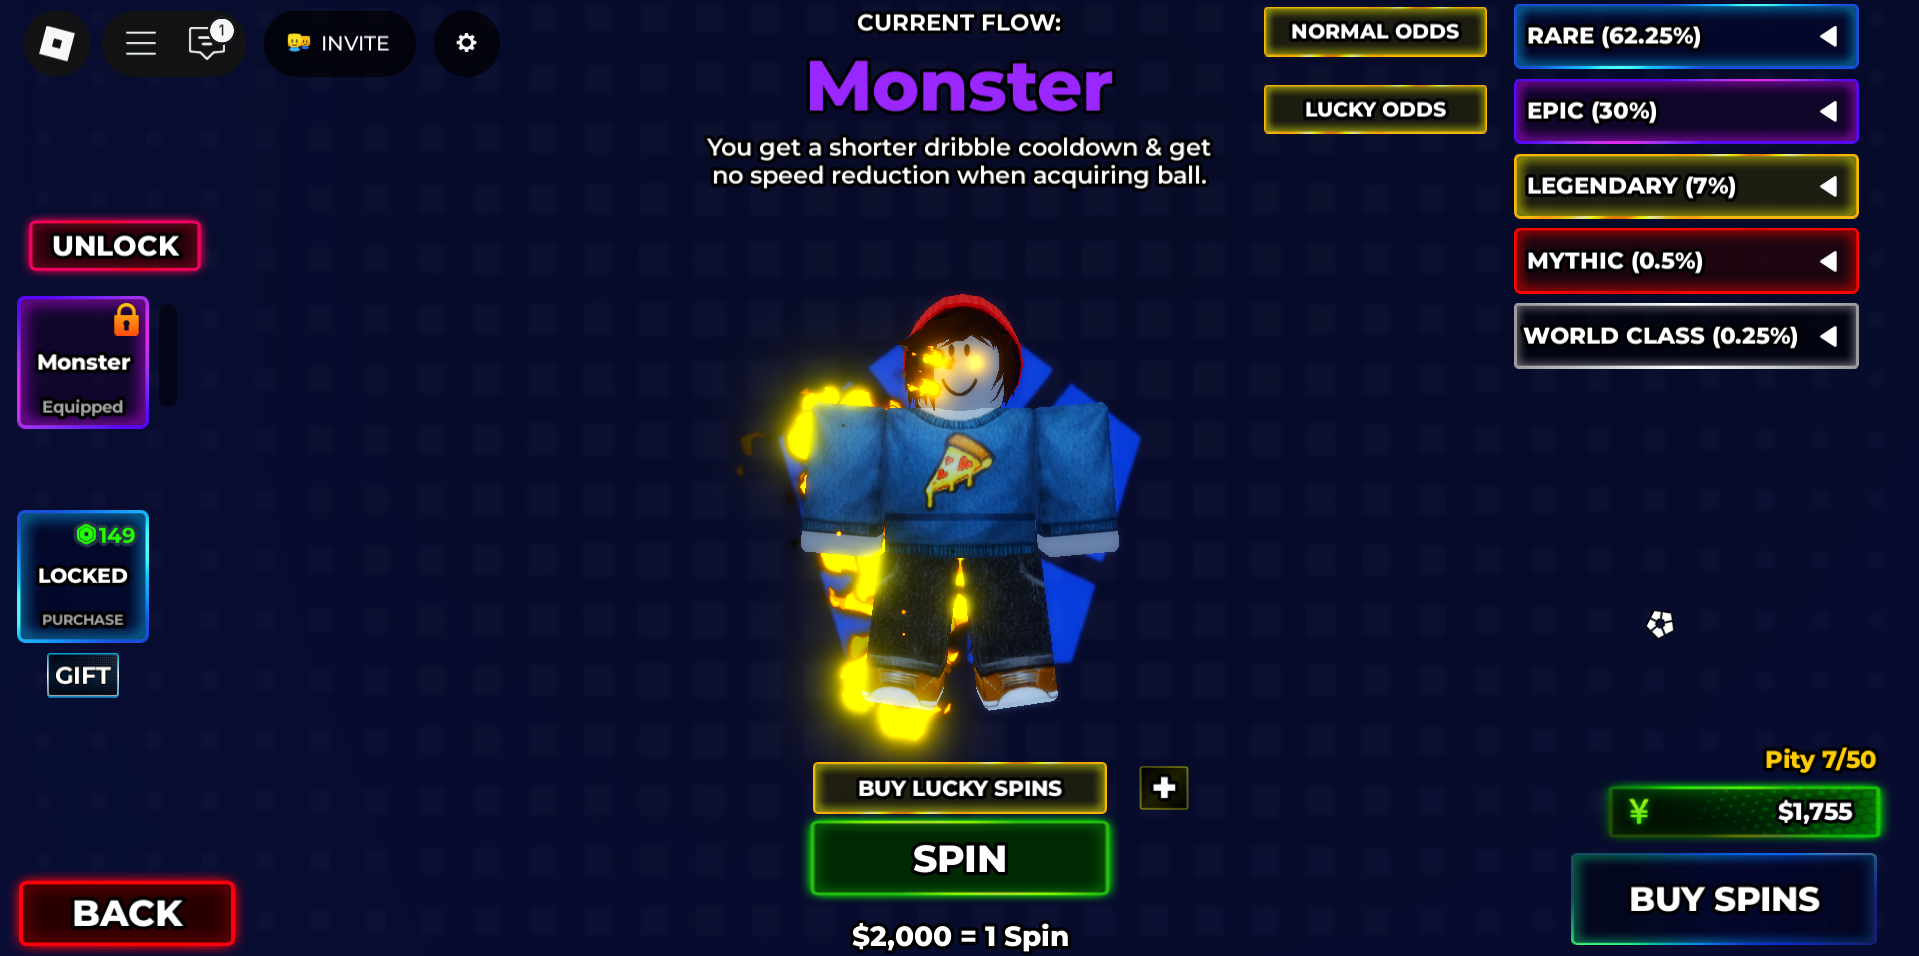 1
INVITE
CURRENT FLOW:
Monster
You get a shorter dribble cooldown & get
no speed reduction when acquiring ball.
NORMAL ODDS
LUCKY ODDS
RARE (62.25%)
EPIC (30%)
LEGENDARY (7%)
MYTHIC (0.5%)
WORLD CLASS (0.25%)
UNLOCK
Monster
Equipped
149
LOCKED
PURCHASE
GIFT
BACK
BUY LUCKY SPINS
SPIN
$2,000 = 1 Spin
Pity 7/50
¥ $1,755
BUY SPINS